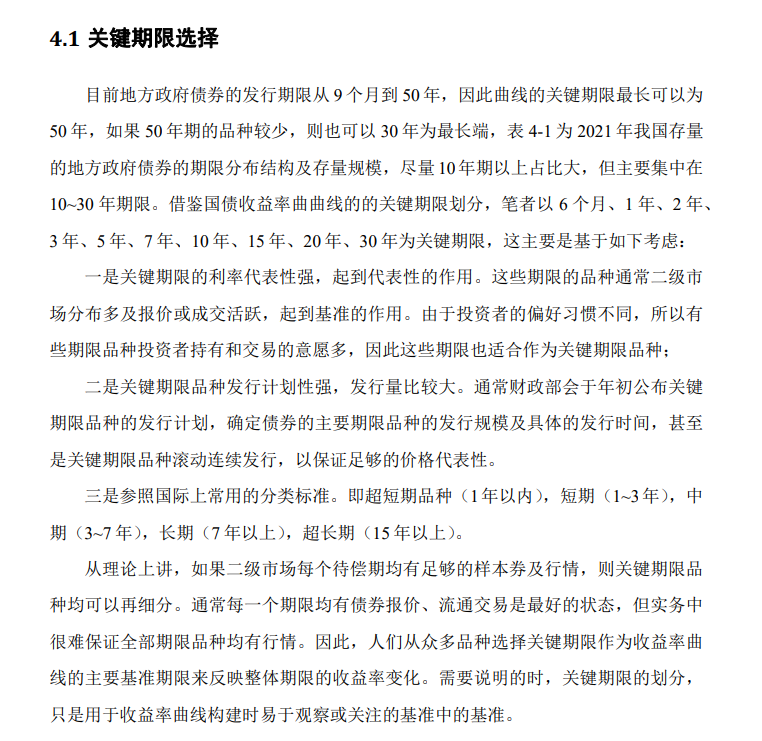 4.1 关键期限选择
目前地方政府债券的发行期限从 9 个月到 50 年，因此曲线的关键期限最长可以为
50 年，如果 50 年期的品种较少，则也可以 30 年为最长端，表 4-1 为 2021 年我国存量
的地方政府债券的期限分布结构及存量规模，尽量 10 年期以上占比大，但主要集中在
10~30 年期限。借鉴国债收益率曲曲线的的关键期限划分，笔者以 6 个月、1 年、2 年、
3 年、5 年、7 年、10 年、15 年、20 年、30 年为关键期限，这主要是基于如下考虑：
一是关键期限的利率代表性强，起到代表性的作用。这些期限的品种通常二级市
场分布多及报价或成交活跃，起到基准的作用。由于投资者的偏好习惯不同，所以有
些期限品种投资者持有和交易的意愿多，因此这些期限也适合作为关键期限品种；
二是关键期限品种发行计划性强，发行量比较大。通常财政部会于年初公布关键
期限品种的发行计划，确定债券的主要期限品种的发行规模及具体的发行时间，甚至
是关键期限品种滚动连续发行，以保证足够的价格代表性。
三是参照国际上常用的分类标准。即超短期品种（1 年以内），短期（1~3 年），中
期（3~7 年），长期（7 年以上），超长期（15 年以上）。
从理论上讲，如果二级市场每个待偿期均有足够的样本券及行情，则关键期限品
种均可以再细分。通常每一个期限均有债券报价、流通交易是最好的状态，但实务中
很难保证全部期限品种均有行情。因此，人们从众多品种选择关键期限作为收益率曲
线的主要基准期限来反映整体期限的收益率变化。需要说明的时，关键期限的划分，
只是用于收益率曲线构建时易于观察或关注的基准中的基准。